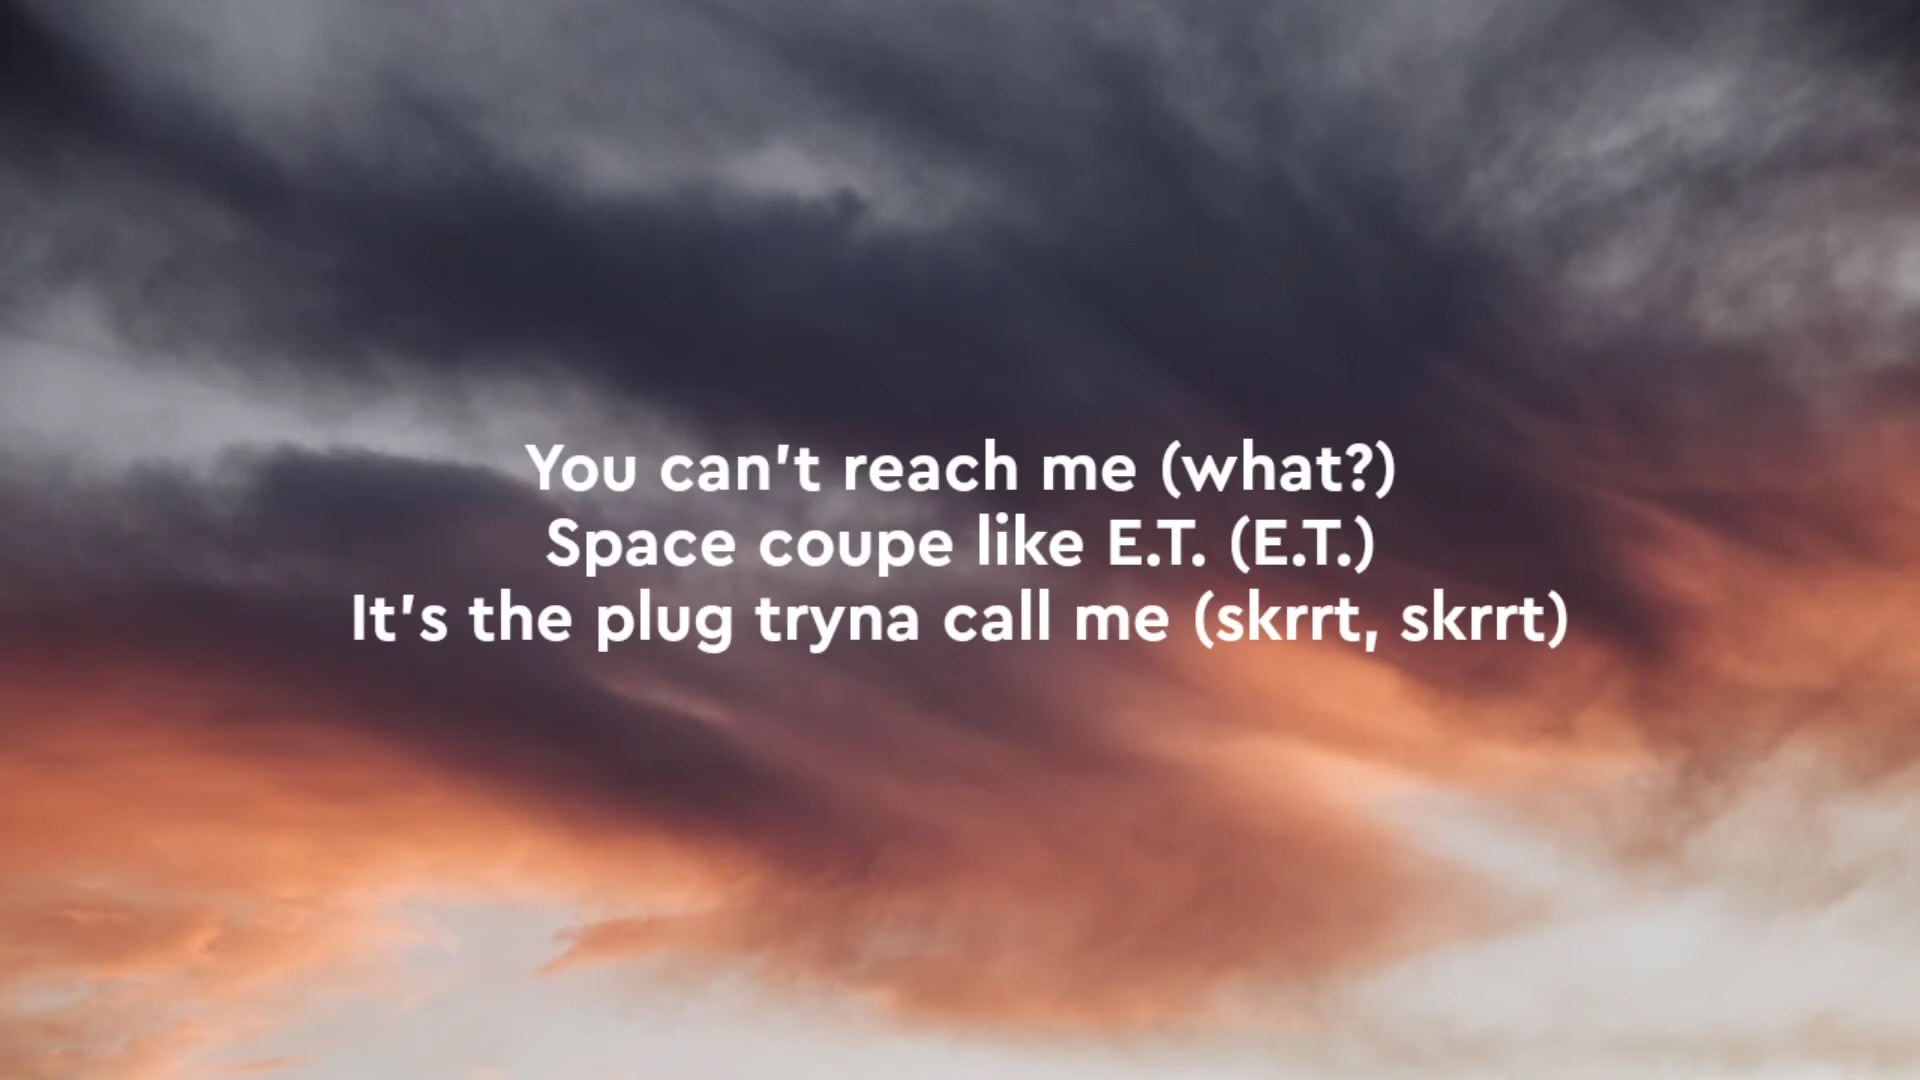 You can't reach me (what?)
Space coupe like E.T. (E.T.)
It's the plug tryna call me (skrrt, skrrt)